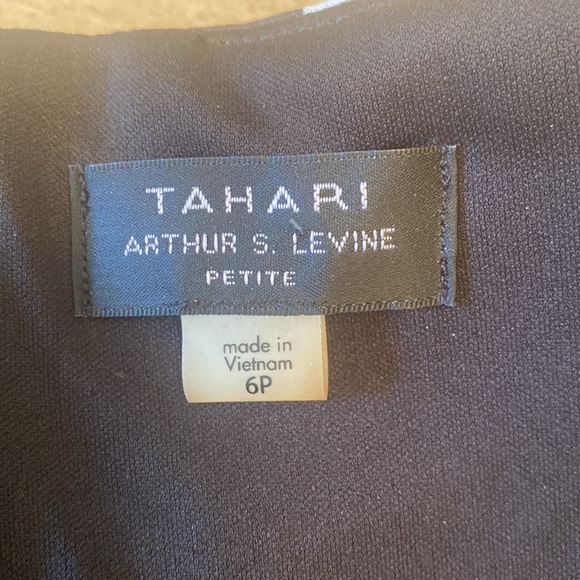 TAHARI
ARTHUR S. LEVINE
PETITE
made in
Vietnam
6P